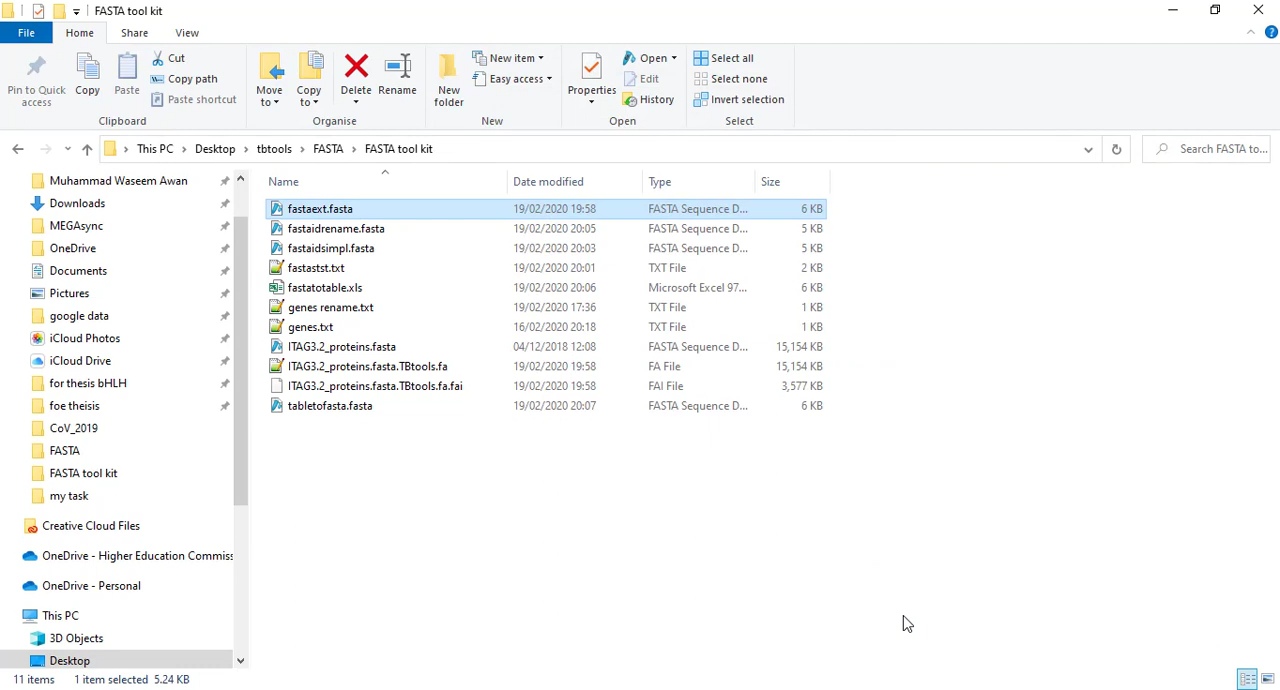 FASTA tool kit
File Home Share View
Pin to Quick access
Copy
Paste
Cut
Copy path
Paste shortcut
Clipboard
Move to
Copy to
Delete
Rename
Organise
New folder
New item
Easy access
New
Properties
Open
Edit
History
Open
Select all
Select none
Invert selection
Select
This PC > Desktop > tbtools > FASTA > FASTA tool kit
Search FASTA to...
Muhammad Waseem Awan
Downloads
MEGAsync
OneDrive
Documents
Pictures
google data
iCloud Photos
iCloud Drive
for thesis bHLH
foe theisis
CoV_2019
FASTA
FASTA tool kit
my task
Creative Cloud Files
OneDrive - Higher Education Commiss
OneDrive - Personal
This PC
3D Objects
Desktop
Name Date modified Type Size
fastaext.fasta 19/02/2020 19:58 FASTA Sequence D... 6 KB
fastaidrename.fasta 19/02/2020 20:05 FASTA Sequence D... 5 KB
fastaidsimpl.fasta 19/02/2020 20:03 FASTA Sequence D... 5 KB
fastastst.txt 19/02/2020 20:01 TXT File 2 KB
fastatotable.xls 19/02/2020 20:06 Microsoft Excel 97... 6 KB
genes rename.txt 19/02/2020 17:36 TXT File 1 KB
genes.txt 16/02/2020 20:18 TXT File 1 KB
ITAG3.2_proteins.fasta 04/12/2018 12:08 FASTA Sequence D... 15,154 KB
ITAG3.2_proteins.fasta.TBtools.fa 19/02/2020 19:58 FA File 15,154 KB
ITAG3.2_proteins.fasta.TBtools.fa.fai 19/02/2020 19:58 FAI File 3,577 KB
tabletofasta.fasta 19/02/2020 20:07 FASTA Sequence D... 6 KB
11 items 1 item selected 5.24 KB